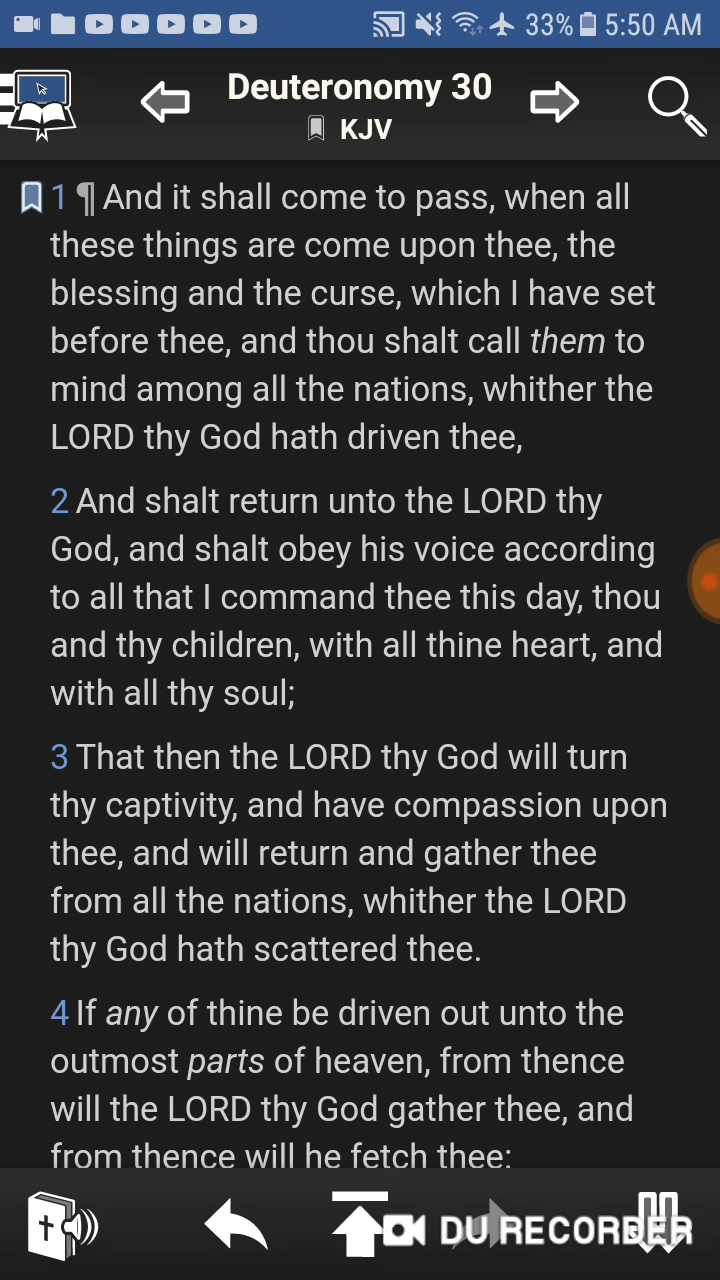 33% 5:50 AM
Deuteronomy 30
KJV
1 ¶ And it shall come to pass, when all
these things are come upon thee, the
blessing and the curse, which I have set
before thee, and thou shalt call them to
mind among all the nations, whither the
LORD thy God hath driven thee,
2 And shalt return unto the LORD thy
God, and shalt obey his voice according
to all that I command thee this day, thou
and thy children, with all thine heart, and
with all thy soul;
3 That then the LORD thy God will turn
thy captivity, and have compassion upon
thee, and will return and gather thee
from all the nations, whither the LORD
thy God hath scattered thee.
4 If any of thine be driven out unto the
outmost parts of heaven, from thence
will the LORD thy God gather thee, and
from thence will he fetch thee:
DU RECORDER